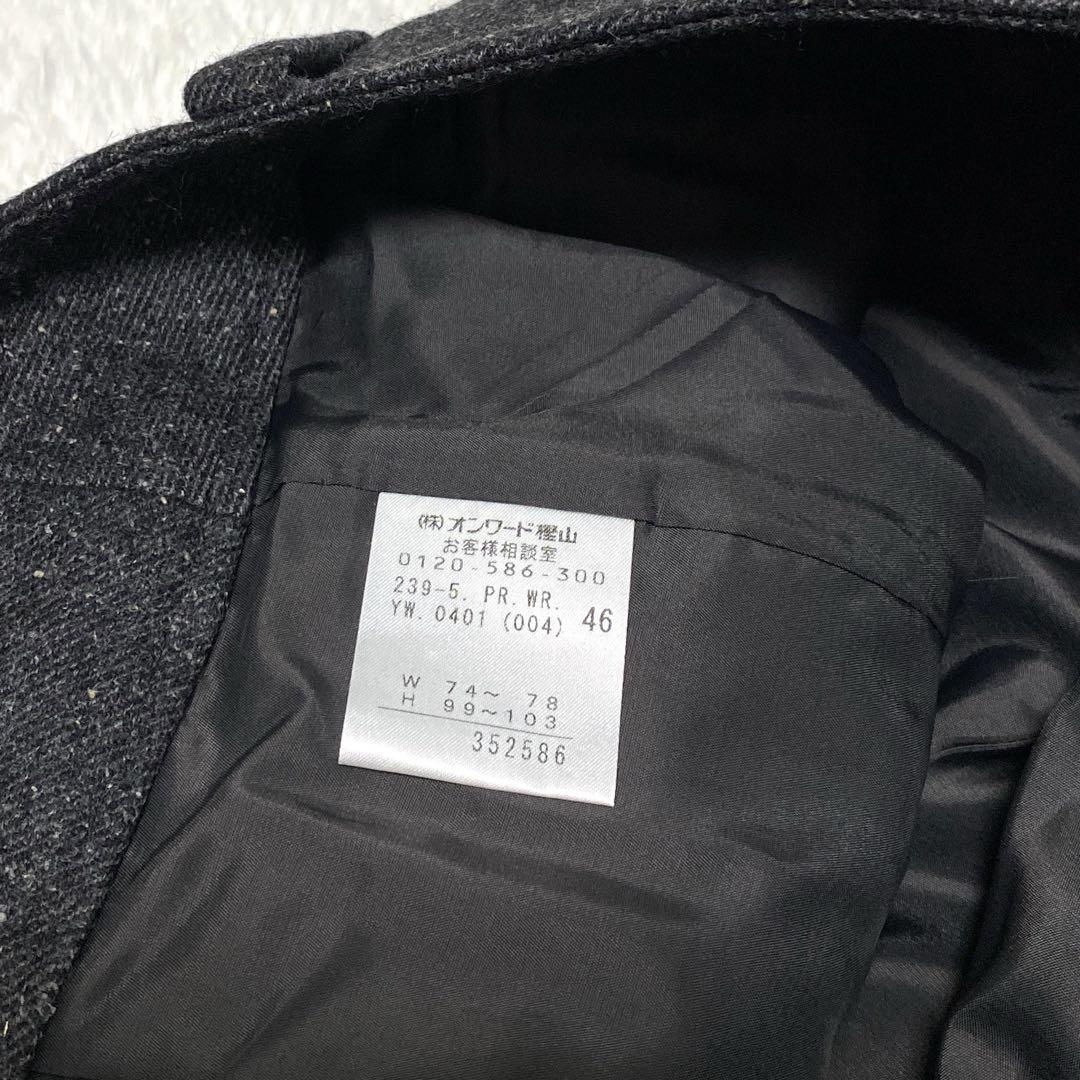 (株)オンワード樫山
お客様相談室
0120-586-300
239-5. PR. WR.
YW. 0401 (004) 46
W 74～ 78
H 99～103
352586